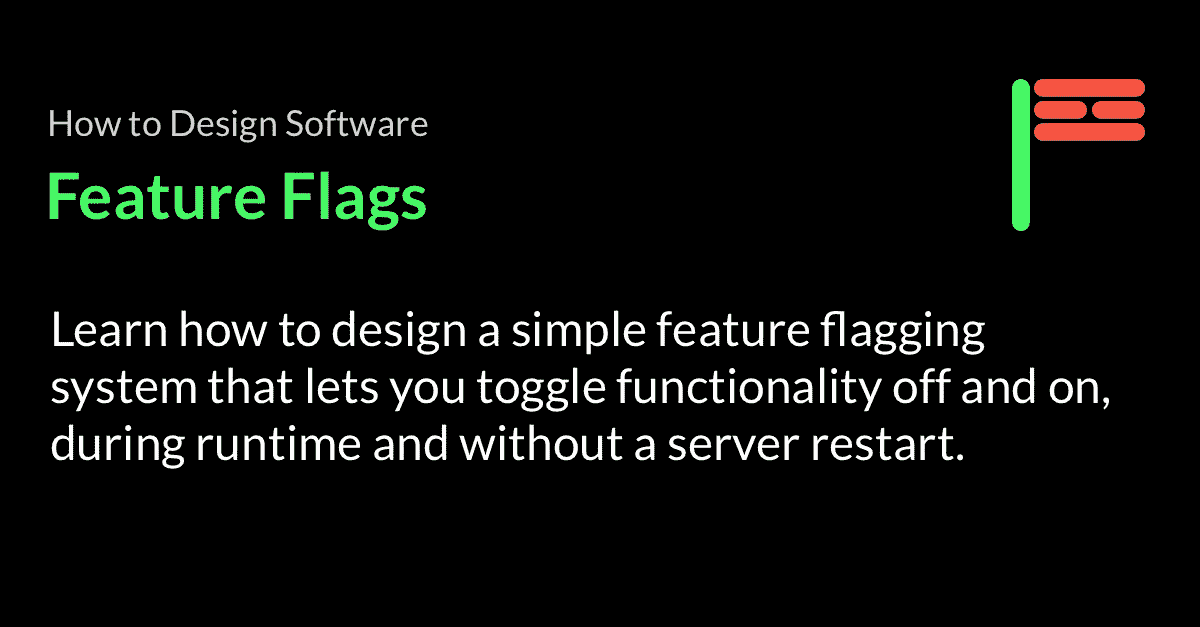 How to Design Software
Feature Flags
Learn how to design a simple feature flagging
system that lets you toggle functionality off and on,
during runtime and without a server restart.